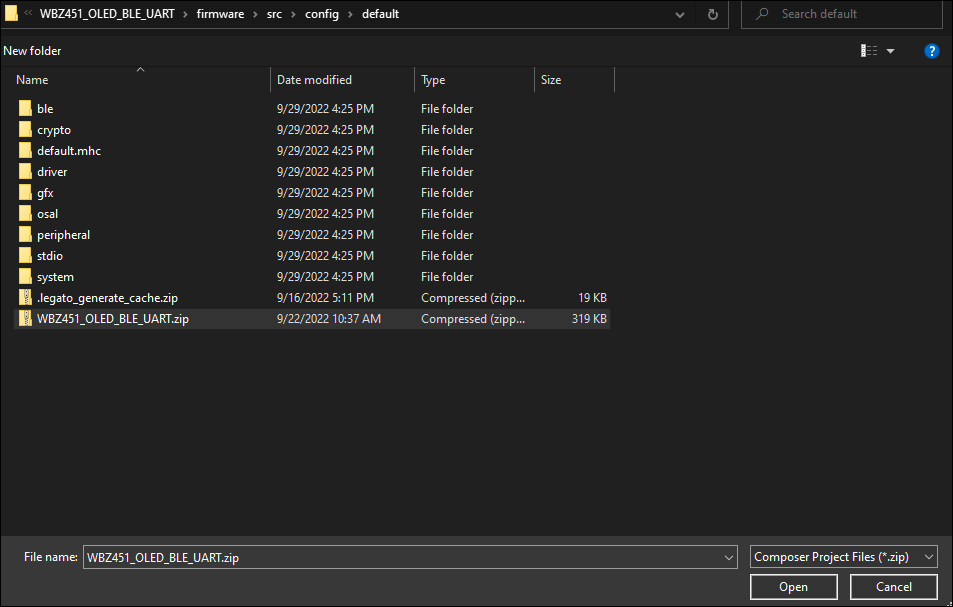 « WBZ451_OLED_BLE_UART › firmware › src › config › default Search default
New folder ?
Name Date modified Type Size
ble 9/29/2022 4:25 PM File folder
crypto 9/29/2022 4:25 PM File folder
default.mhc 9/29/2022 4:25 PM File folder
driver 9/29/2022 4:25 PM File folder
gfx 9/29/2022 4:25 PM File folder
osal 9/29/2022 4:25 PM File folder
peripheral 9/29/2022 4:25 PM File folder
stdio 9/29/2022 4:25 PM File folder
system 9/29/2022 4:25 PM File folder
.legato_generate_cache.zip 9/16/2022 5:11 PM Compressed (zipp... 19 KB
WBZ451_OLED_BLE_UART.zip 9/22/2022 10:37 AM Compressed (zipp... 319 KB
File name: WBZ451_OLED_BLE_UART.zip Composer Project Files (*.zip)
Open Cancel